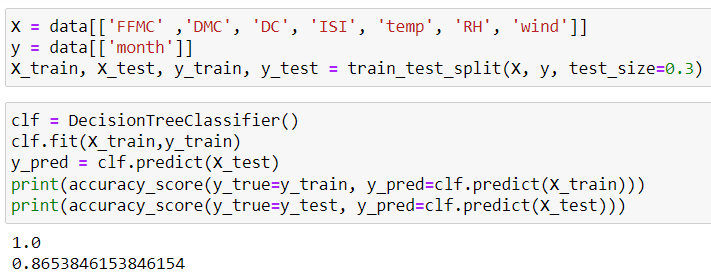 X = data[['FFMC' ,'DMC', 'DC', 'ISI', 'temp', 'RH', 'wind']]
y = data[['month']]
X_train, X_test, y_train, y_test = train_test_split(X, y, test_size=0.3)
clf = DecisionTreeClassifier()
clf.fit(X_train,y_train)
y_pred = clf.predict(X_test)
print(accuracy_score(y_true=y_train, y_pred=clf.predict(X_train)))
print(accuracy_score(y_true=y_test, y_pred=clf.predict(X_test)))
1.0
0.8653846153846154